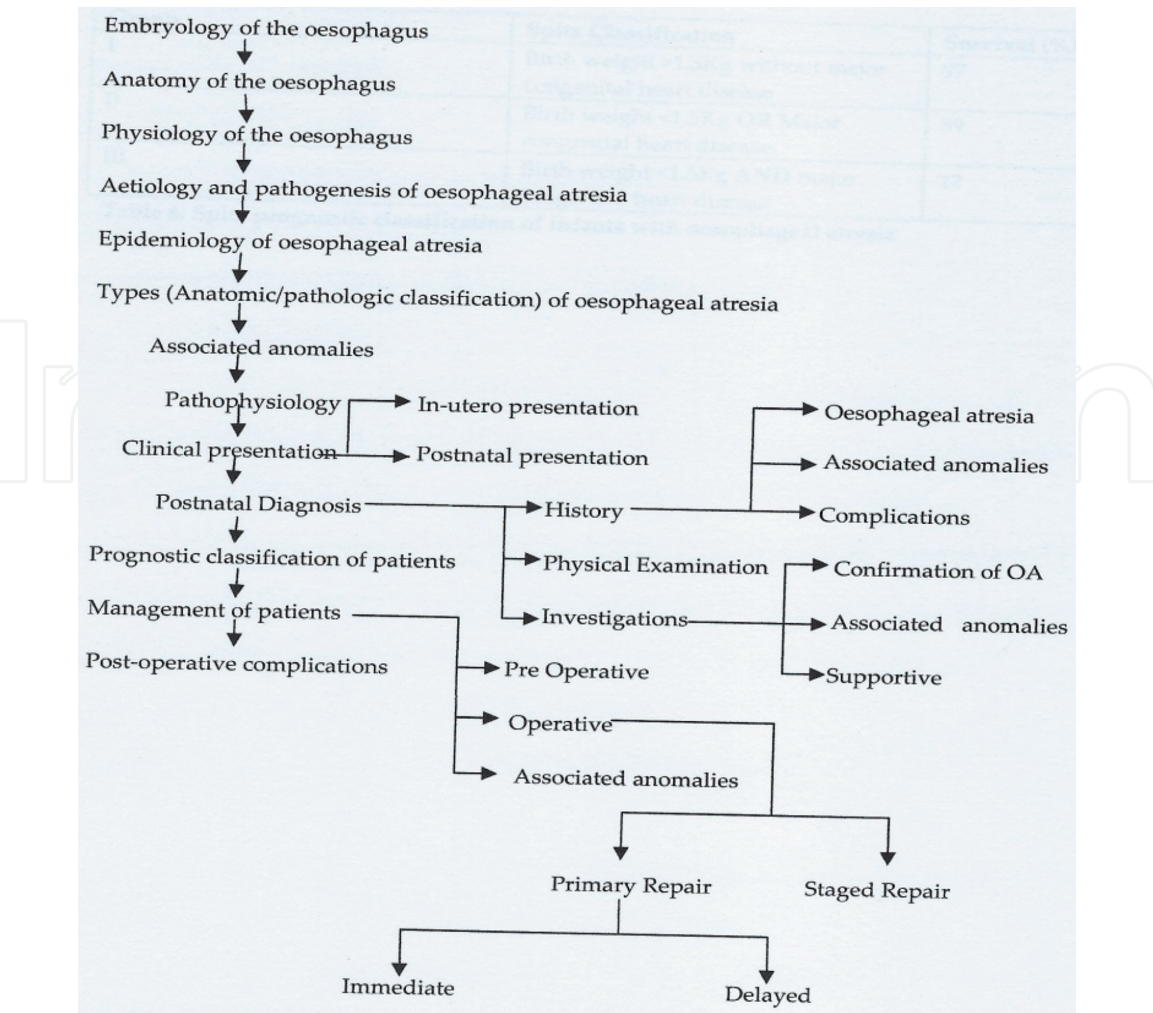 Embryology of the oesophagus
Anatomy of the oesophagus
Physiology of the oesophagus
Aetiology and pathogenesis of oesophageal atresia
Epidemiology of oesophageal atresia
Types (Anatomic/pathologic classification) of oesophageal atresia
Associated anomalies
Pathophysiology
In-utero presentation
Oesophageal atresia
Clinical presentation
Postnatal presentation
Associated anomalies
Postnatal Diagnosis
History
Complications
Prognostic classification of patients
Physical Examination
Confirmation of OA
Management of patients
Investigations
Associated anomalies
Post-operative complications
Pre Operative
Supportive
Operative
Associated anomalies
Primary Repair
Staged Repair
Immediate
Delayed